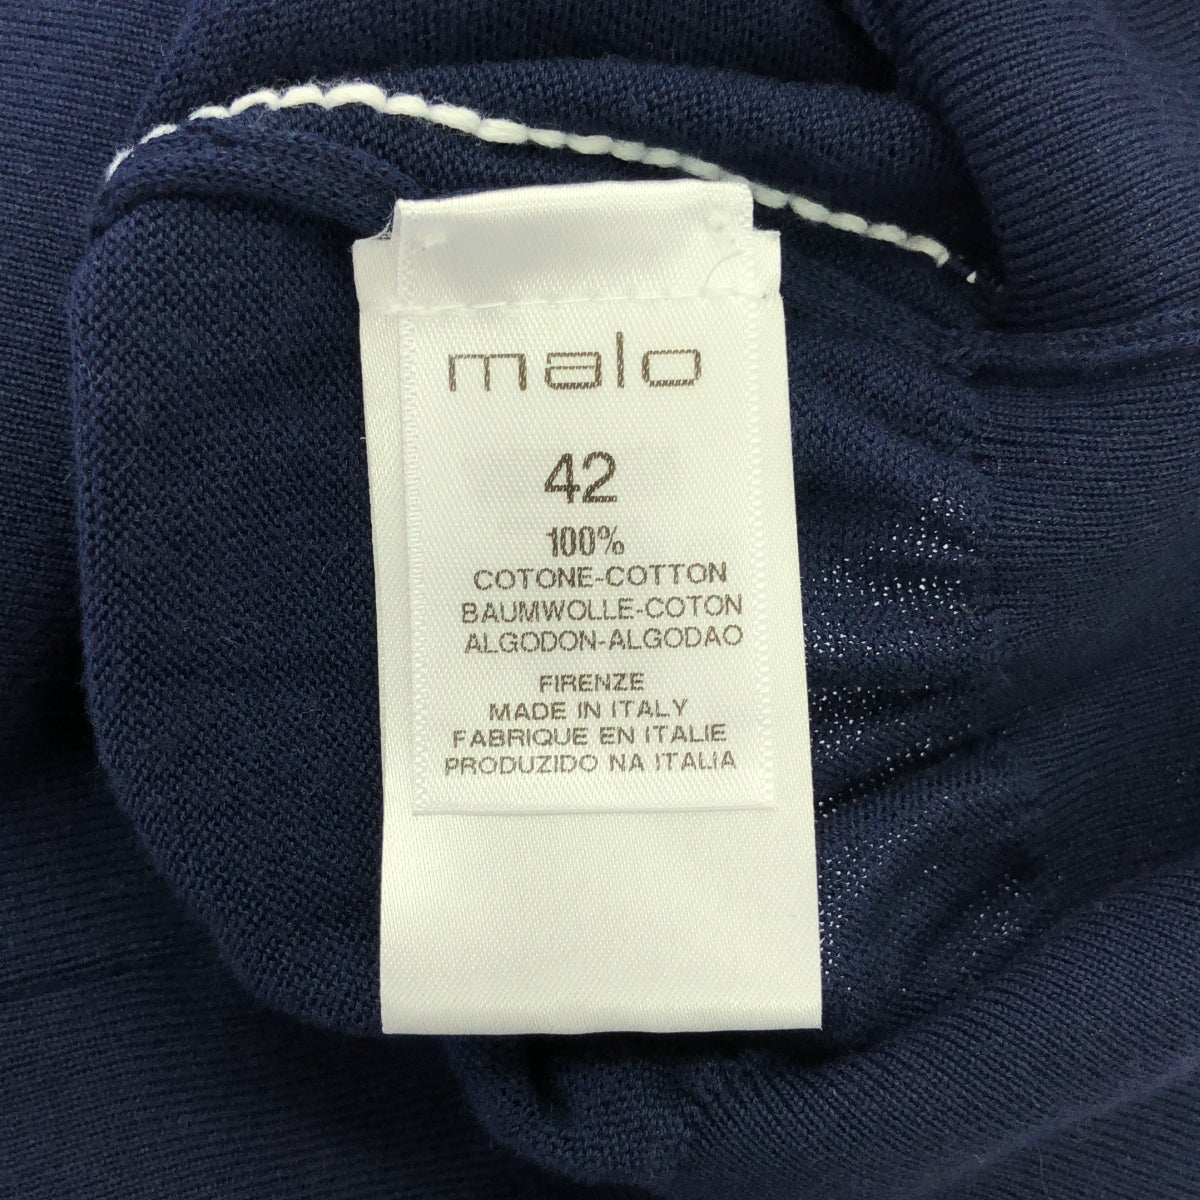 malo
42
100%
COTONE-COTTON
BAUMWOLLE-COTON
ALGODON-ALGODAO
FIRENZE
MADE IN ITALY
FABRIQUE EN ITALIE
PRODUZIDO NA ITALIA